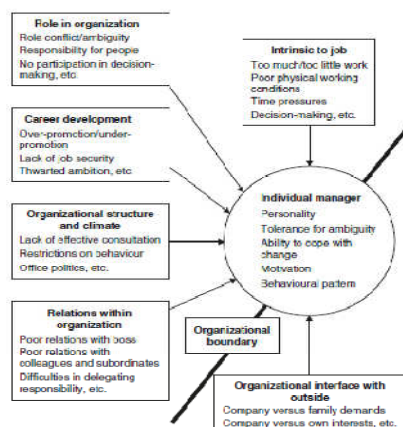 Role in organization
Role conflict/ambiguity
Responsibility for people
No participation in decision-
making, etc
Intrinsic to job
Too much/too little work
Poor physical working
conditions
Time pressures
Decision-making, etc.
Career development
Over-promotion/under-
promotion
Lack of job security
Thwarted ambition, etc
Individual manager
Personality
Tolerance for ambiguity
Ability to cope with
change
Motivation
Behavioural pattern
Organizational structure
and climate
Lack of effective consultation
Restrictions on behaviour
Office politics, etc.
Relations within
organization
Poor relations with boss
Poor relations with
colleagues and subordinates
Difficulties in delegating
responsibility, etc.
Organizational
boundary
Organizational interface with
outside
Company versus family demands
Company versus own interests, etc.